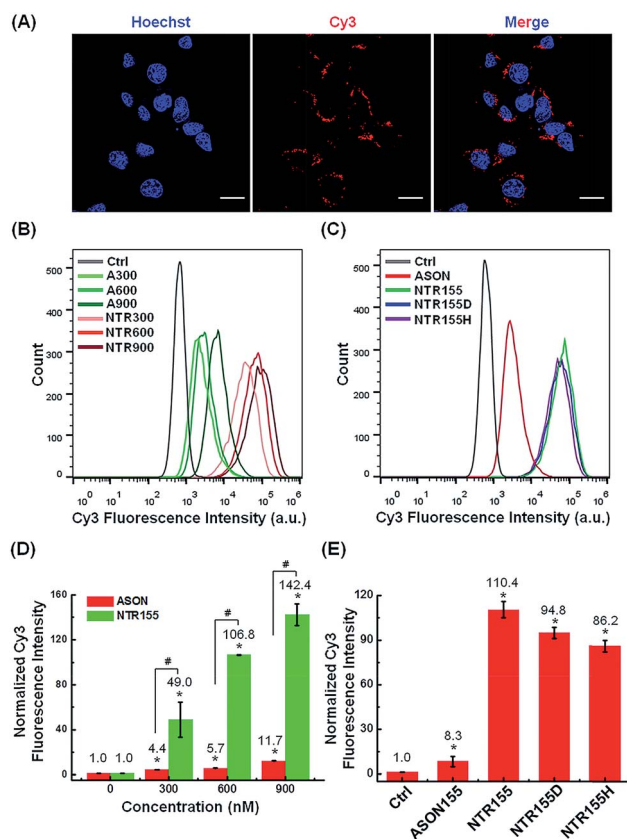 (A)
Hoechst Cy3 Merge
(B)
Ctrl
A300
A600
A900
NTR300
NTR600
NTR900
Count
500
400
300
200
100
0
10^0 10^1 10^2 10^3 10^4 10^5 10^6
Cy3 Fluorescence Intensity (a.u.)
(C)
Ctrl
ASON
NTR155
NTR155D
NTR155H
Count
500
400
300
200
100
0
10^0 10^1 10^2 10^3 10^4 10^5 10^6
Cy3 Fluorescence Intensity (a.u.)
(D)
ASON
NTR155
Normalized Cy3
Fluorescence Intensity
160
120
80
40
0
1.0 1.0
# 4.4 * 49.0 *
# 5.7 * 106.8 *
# 11.7 * 142.4 *
0 300 600 900
Concentration (nM)
(E)
Normalized Cy3
Fluorescence Intensity
120
90
60
30
0
1.0
8.3 *
110.4 *
94.8 *
86.2 *
Ctrl ASON155 NTR155 NTR155D NTR155H